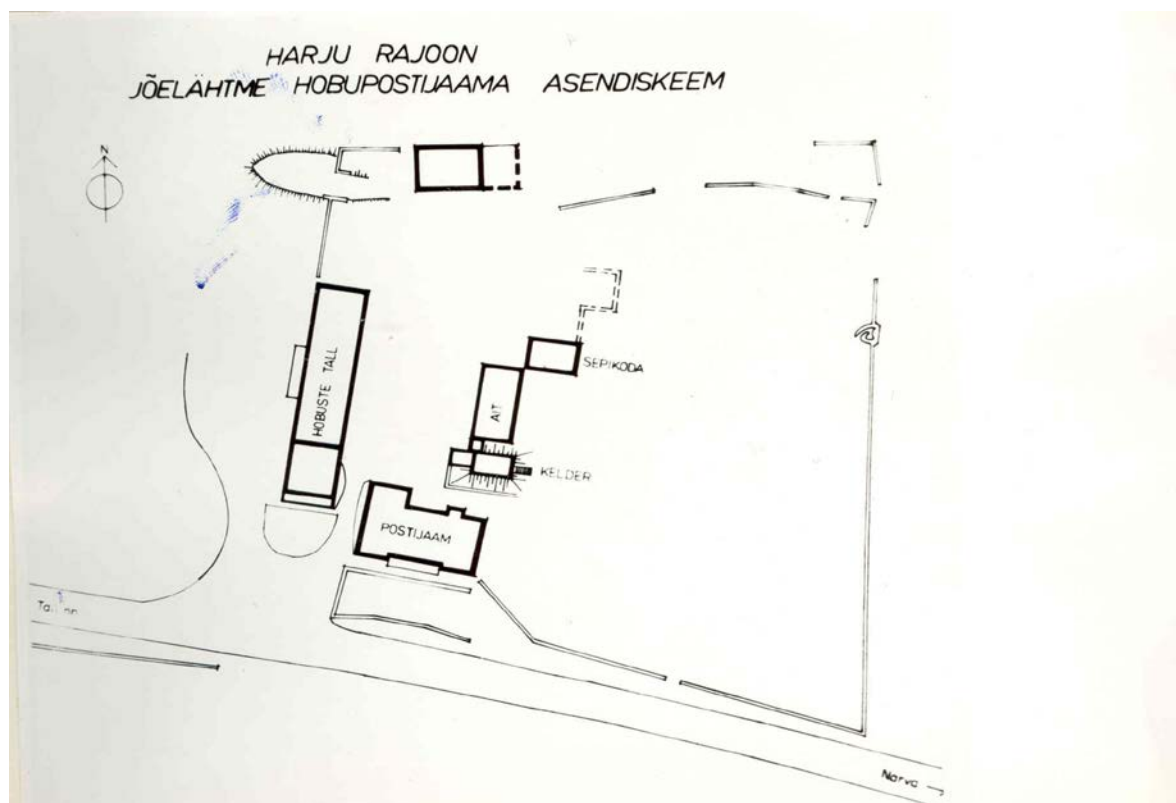 HARJU RAJOON
JÕELÄHTME HOBUPOSTIJAAMA ASENDISKEEM
N
HOBUSTE TALL
SEPIKODA
AIT
KELDER
POSTIJAAM
Narva